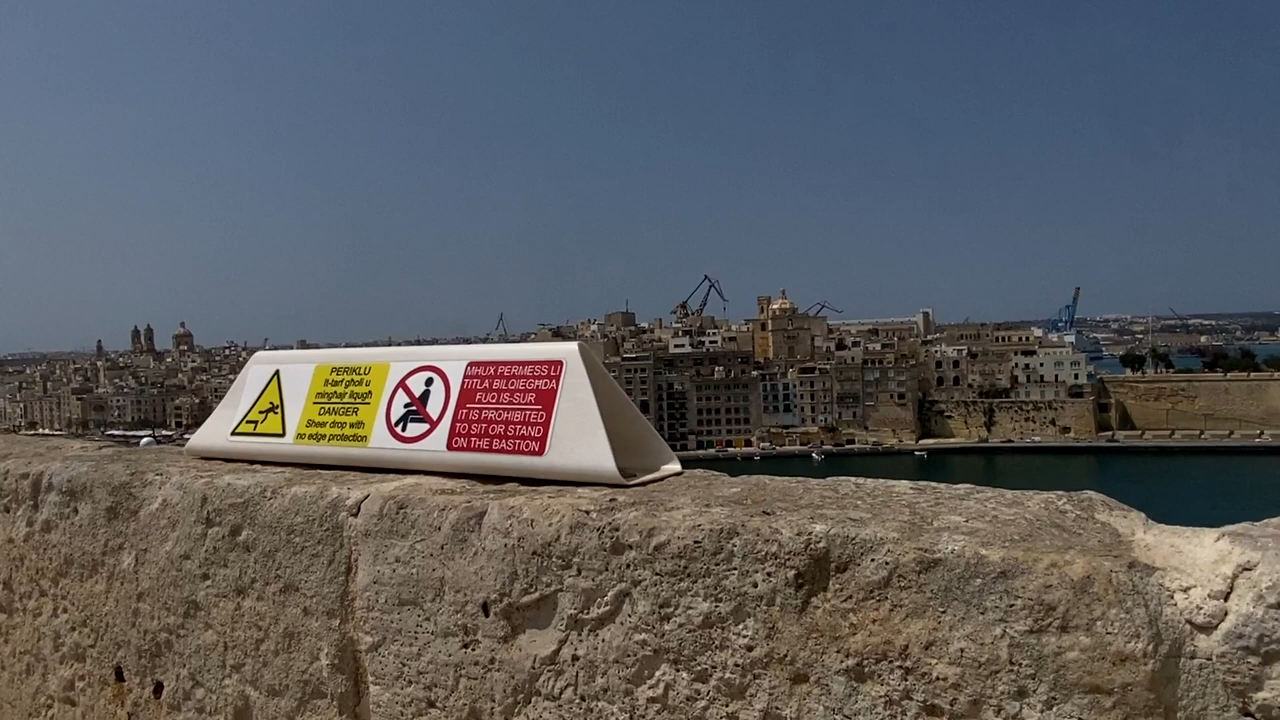 PERIKLU
It-tarf għoli u
mingħajr ilqugħ
DANGER
Sheer drop with
no edge protection
MHUX PERMESS LI
TITLA' BILQIEGĦDA
FUQ IS-SUR
IT IS PROHIBITED
TO SIT OR STAND
ON THE BASTION